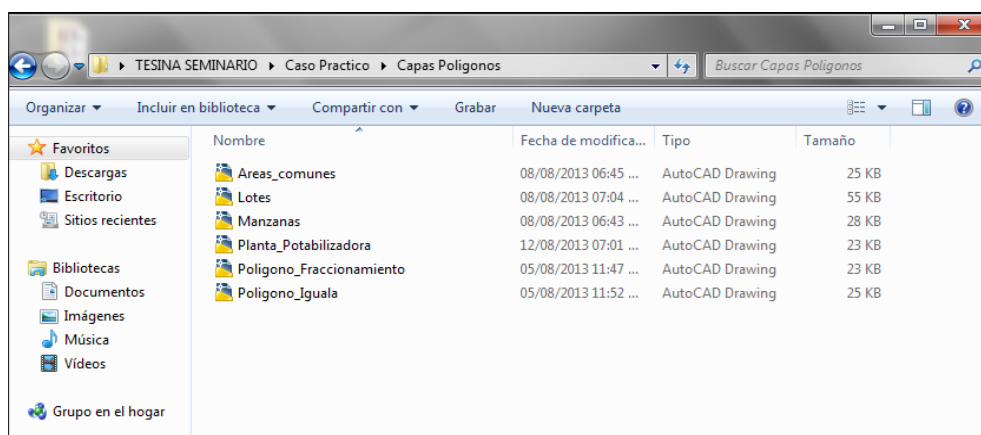 TESINA SEMINARIO ▸ Caso Practico ▸ Capas Poligonos Buscar Capas Poligonos
Organizar Incluir en biblioteca Compartir con Grabar Nueva carpeta
Favoritos
Descargas
Escritorio
Sitios recientes
Bibliotecas
Documentos
Imágenes
Música
Vídeos
Grupo en el hogar
Nombre Fecha de modifica... Tipo Tamaño
Areas_comunes 08/08/2013 06:45 ... AutoCAD Drawing 25 KB
Lotes 08/08/2013 07:04 ... AutoCAD Drawing 55 KB
Manzanas 08/08/2013 06:43 ... AutoCAD Drawing 28 KB
Planta_Potabilizadora 12/08/2013 07:01 ... AutoCAD Drawing 23 KB
Poligono_Fraccionamiento 05/08/2013 11:47 ... AutoCAD Drawing 23 KB
Poligono_Iguala 05/08/2013 11:52 ... AutoCAD Drawing 25 KB